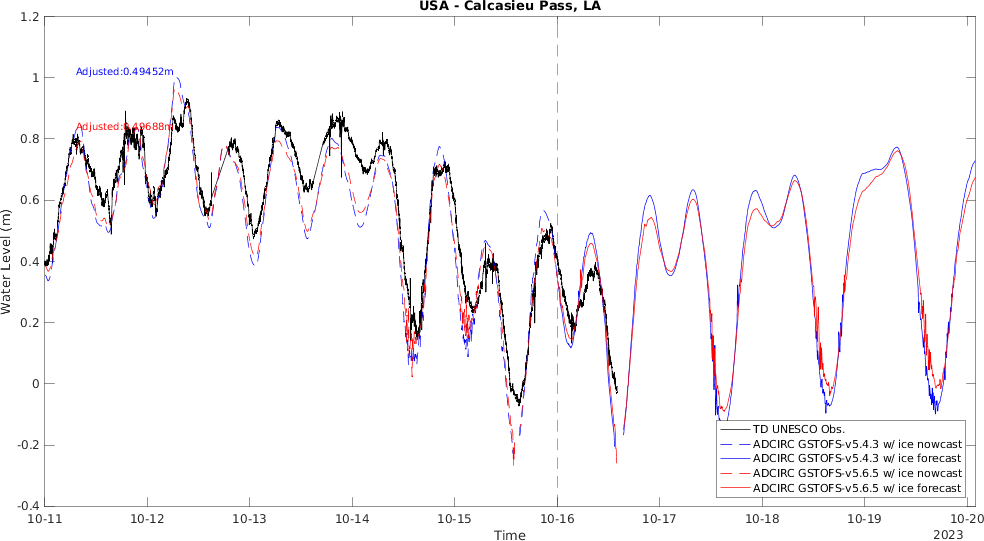 USA - Calcasieu Pass, LA
1.2
1
0.8
0.6
0.4
0.2
0
-0.2
-0.4
Water Level (m)
Adjusted:0.49452m
Adjusted:0.49688m
TD UNESCO Obs.
ADCIRC GSTOFS-v5.4.3 w/ ice nowcast
ADCIRC GSTOFS-v5.4.3 w/ ice forecast
ADCIRC GSTOFS-v5.6.5 w/ ice nowcast
ADCIRC GSTOFS-v5.6.5 w/ ice forecast
10-11 10-12 10-13 10-14 10-15 10-16 10-17 10-18 10-19 10-20
Time
2023